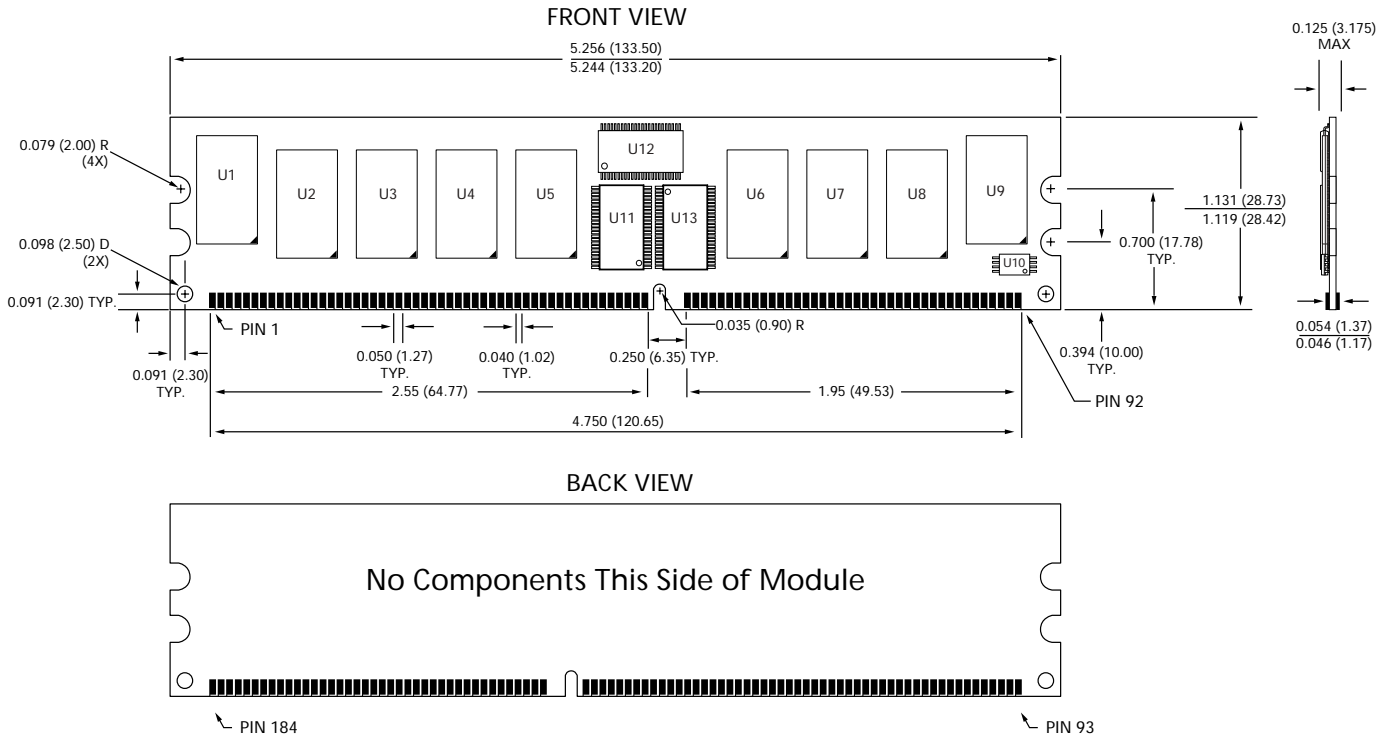 FRONT VIEW
5.256 (133.50)
5.244 (133.20)
0.125 (3.175)
MAX
0.079 (2.00) R
(4X)
U1
U2
U3
U4
U5
U12
U11
U13
U6
U7
U8
U9
U10
1.131 (28.73)
1.119 (28.42)
0.700 (17.78)
TYP.
0.098 (2.50) D
(2X)
0.091 (2.30) TYP.
PIN 1
0.035 (0.90) R
0.050 (1.27)
TYP.
0.040 (1.02)
TYP.
0.250 (6.35) TYP.
0.394 (10.00)
TYP.
0.054 (1.37)
0.046 (1.17)
0.091 (2.30)
TYP.
2.55 (64.77)
1.95 (49.53)
PIN 92
4.750 (120.65)
BACK VIEW
No Components This Side of Module
PIN 184
PIN 93